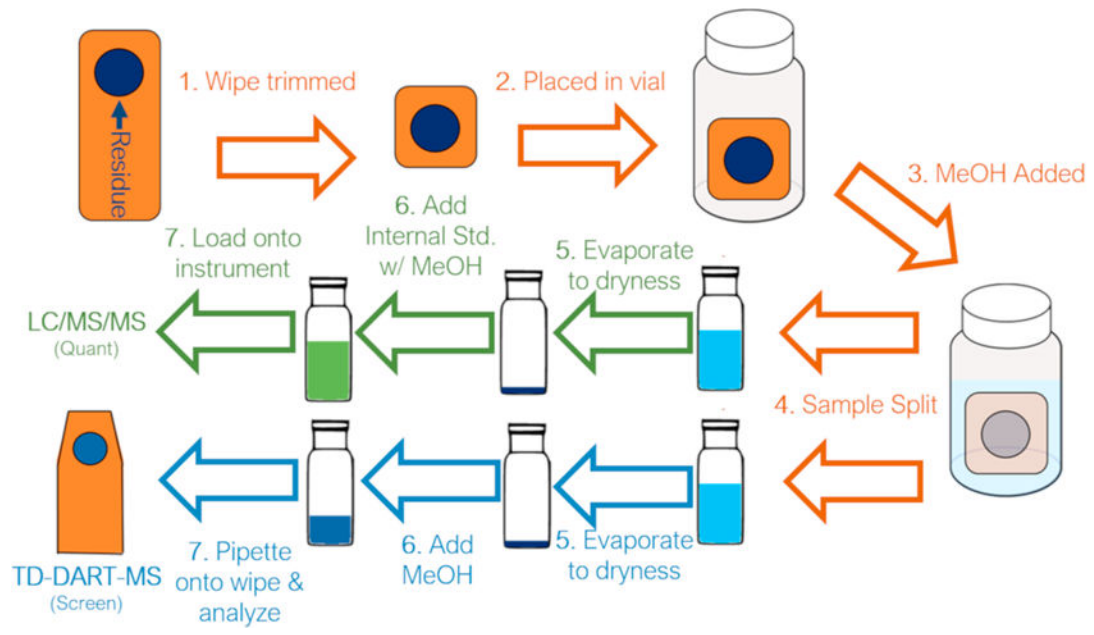 1. Wipe trimmed
2. Placed in vial
Residue
3. MeOH Added
4. Sample Split
5. Evaporate
to dryness
6. Add
Internal Std.
w/ MeOH
7. Load onto
instrument
LC/MS/MS
(Quant)
5. Evaporate
to dryness
6. Add
MeOH
7. Pipette
onto wipe &
analyze
TD-DART-MS
(Screen)